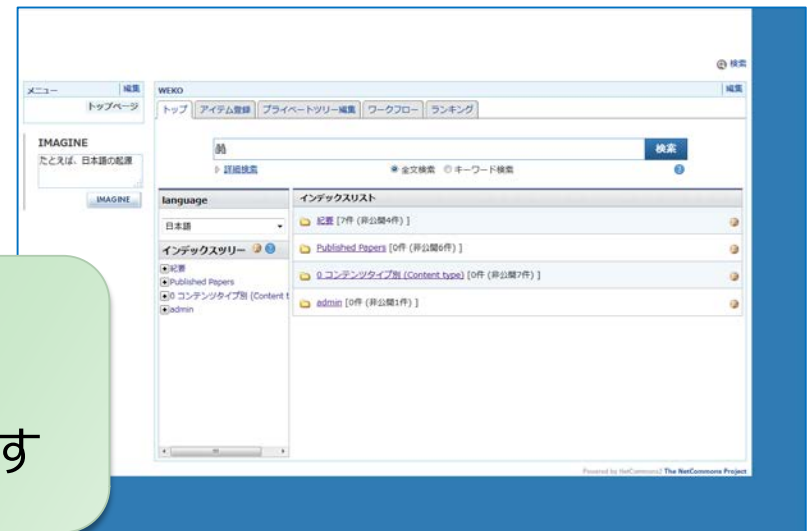 検索
メニュー 編集
トップページ
IMAGINE
たとえば、日本語の起源
IMAGINE
WEKO 編集
トップ アイテム登録 プライベートツリー編集 ワークフロー ランキング
検索
詳細検索 全文検索 キーワード検索
language
日本語
インデックスツリー
紀要
Published Papers
0 コンテンツタイプ別 (Content t
admin
インデックスリスト
紀要 [7件 (非公開4件) ]
Published Papers [0件 (非公開6件) ]
0 コンテンツタイプ別 (Content type) [0件 (非公開7件) ]
admin [0件 (非公開1件) ]
Powered by NetCommons2 The NetCommons Project
す